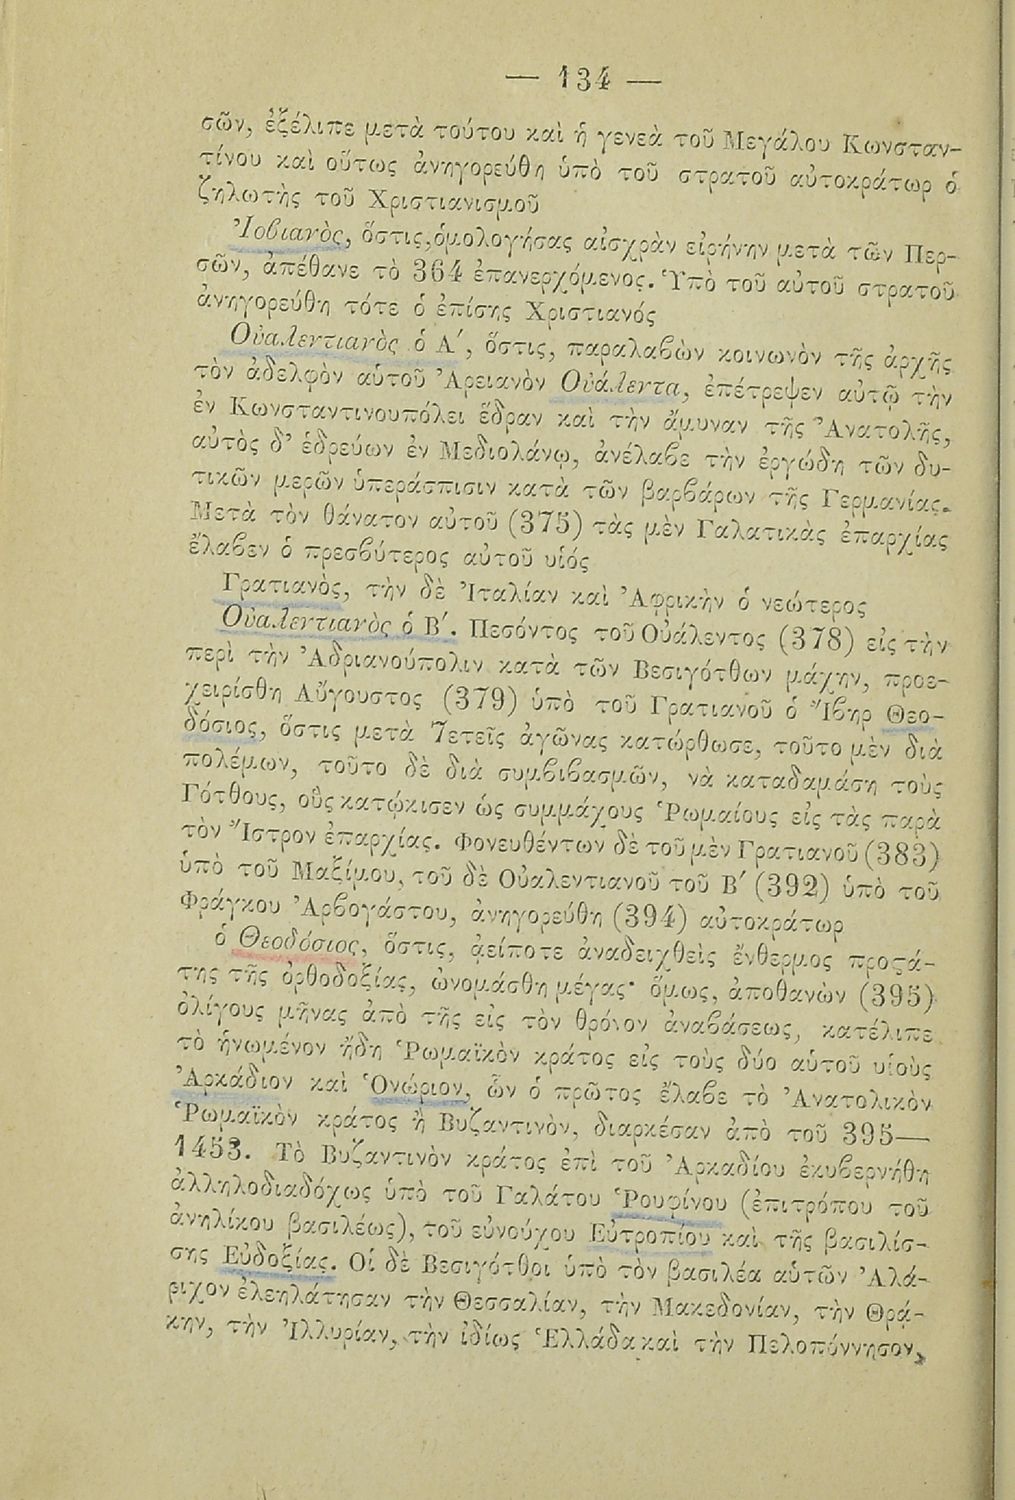 — 134 —
σῶν, ἐξέλιπε μετὰ τούτου καὶ ἡ γενεὰ τοῦ Μεγάλου Κωνσταν-
τίνου καὶ οὕτως ἀνηγορεύθη ὑπὸ τοῦ στρατοῦ αὐτοκράτωρ ὁ
ζηλωτὴς τοῦ Χριστιανισμοῦ
Ἰοβιανὸς, ὅστις, ὁμολογήσας αἰσχρὰν εἰρήνην μετὰ τῶν Περ-
σῶν, ἀπέθανε τὸ 364 ἐπανερχόμενος. Ὑπὸ τοῦ αὐτοῦ στρατοῦ
ἀνηγορεύθη τότε ὁ ἐπίσης Χριστιανός
Οὐαλεντιανὸς ὁ Α΄, ὅστις, παραλαβὼν κοινωνὸν τῆς ἀρχῆς
τὸν ἀδελφὸν αὑτοῦ Ἀρειανὸν Οὐάλεντα, ἐπέτρεψεν αὐτῷ τὴν
ἐν Κωνσταντινουπόλει ἕδραν καὶ τὴν ἄμυναν τῆς Ἀνατολῆς,
αὐτὸς δ’ ἑδρεύων ἐν Μεδιολάνῳ, ἀνέλαβε τὴν ἐργώδη τῶν δυ-
τικῶν μερῶν ὑπεράσπισιν κατὰ τῶν βαρβάρων τῆς Γερμανίας.
Μετὰ τὸν θάνατον αὐτοῦ (375) τὰς μὲν Γαλατικὰς ἐπαρχίας
ἔλαβεν ὁ πρεσβύτερος αὐτοῦ υἱός
Γρατιανὸς, τὴν δὲ Ἰταλίαν καὶ Ἀφρικὴν ὁ νεώτερος
Οὐαλεντιανὸς ὁ Β΄. Πεσόντος τοῦ Οὐάλεντος (378) εἰς τὴν
περὶ τὴν Ἀδριανούπολιν κατὰ τῶν Βεσιγότθων μάχην, προε-
χειρίσθη Αὔγουστος (379) ὑπὸ τοῦ Γρατιανοῦ ὁ Ἴβηρ Θεο-
δόσιος, ὅστις μετὰ 7ετεῖς ἀγῶνας κατώρθωσε, τοῦτο μὲν διὰ
πολέμων, τοῦτο δὲ διὰ συμβιβασμῶν, νὰ καταδαμάσῃ τοὺς
Γότθους, οὓς κατῴκισεν ὡς συμμάχους Ῥωμαίους εἰς τὰς παρὰ
τὸν Ἴστρον ἐπαρχίας. Φονευθέντων δὲ τοῦ μὲν Γρατιανοῦ (383)
ὑπὸ τοῦ Μαξίμου, τοῦ δὲ Οὐαλεντιανοῦ τοῦ Β΄ (392) ὑπὸ τοῦ
Φράγκου Ἀρβογάστου, ἀνηγορεύθη (394) αὐτοκράτωρ
ὁ Θεοδόσιος, ὅστις, ἀείποτε ἀναδειχθεὶς ἔνθερμος προϛά-
της τῆς ὀρθοδοξίας, ὠνομάσθη μέγας· ὅμως, ἀποθανὼν (395)
ὀλίγους μῆνας ἀπὸ τῆς εἰς τὸν θρόνον ἀναβάσεως, κατέλιπε
τὸ ἡνωμένον ἤδη Ῥωμαϊκὸν κράτος εἰς τοὺς δύο αὑτοῦ υἱοὺς
Ἀρκάδιον καὶ Ὁνώριον, ὧν ὁ πρῶτος ἔλαβε τὸ Ἀνατολικὸν
Ῥωμαϊκὸν κράτος ἢ Βυζαντινὸν, διαρκέσαν ἀπὸ τοῦ 395—
1453. Τὸ Βυζαντινὸν κράτος ἐπὶ τοῦ Ἀρκαδίου ἐκυβερνήθη
ἀλληλοδιαδόχως ὑπὸ τοῦ Γαλάτου Ῥουφίνου (ἐπιτρόπου τοῦ
ἀνηλίκου βασιλέως), τοῦ εὐνούχου Εὐτροπίου καὶ τῆς βασιλίσ-
σης Εὐδοξίας. Οἱ δὲ Βεσιγότθοι ὑπὸ τὸν βασιλέα αὑτῶν Ἀλά-
ριχον ἐλεηλάτησαν τὴν Θεσσαλίαν, τὴν Μακεδονίαν, τὴν Θρά-
κην, τὴν Ἰλλυρίαν, τὴν ἰδίως Ἑλλάδα καὶ τὴν Πελοπόννησον,